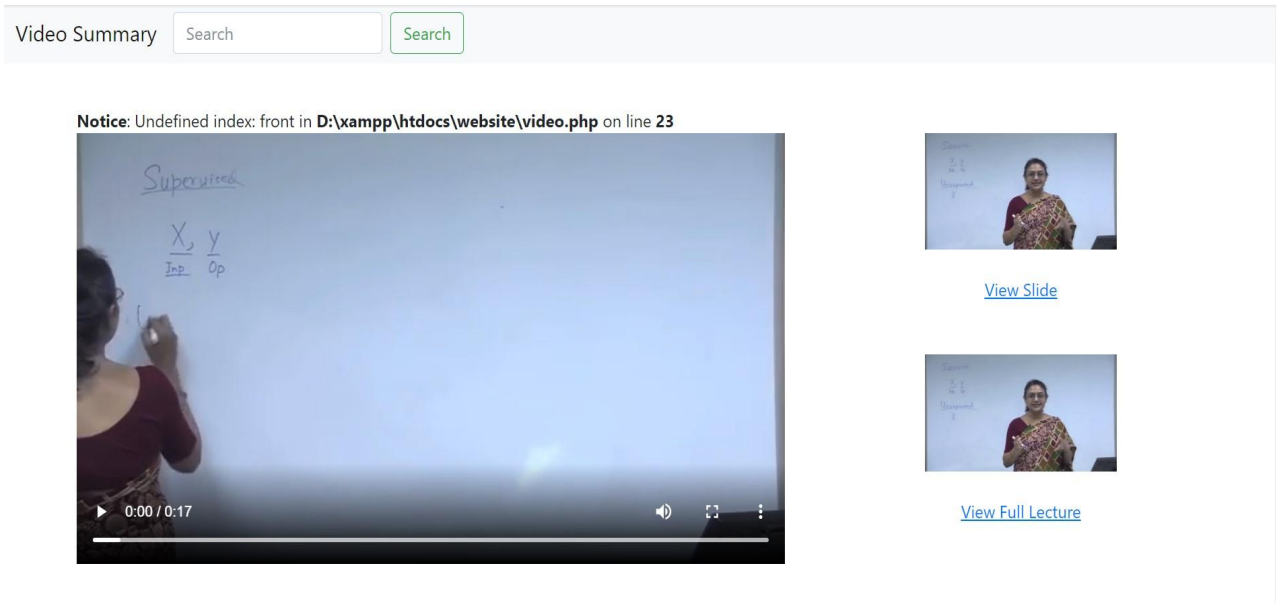 Video Summary Search Search
Notice: Undefined index: front in D:\xampp\htdocs\website\video.php on line 23
Supervised
X, y
Inp Op
0:00 / 0:17
View Slide
View Full Lecture